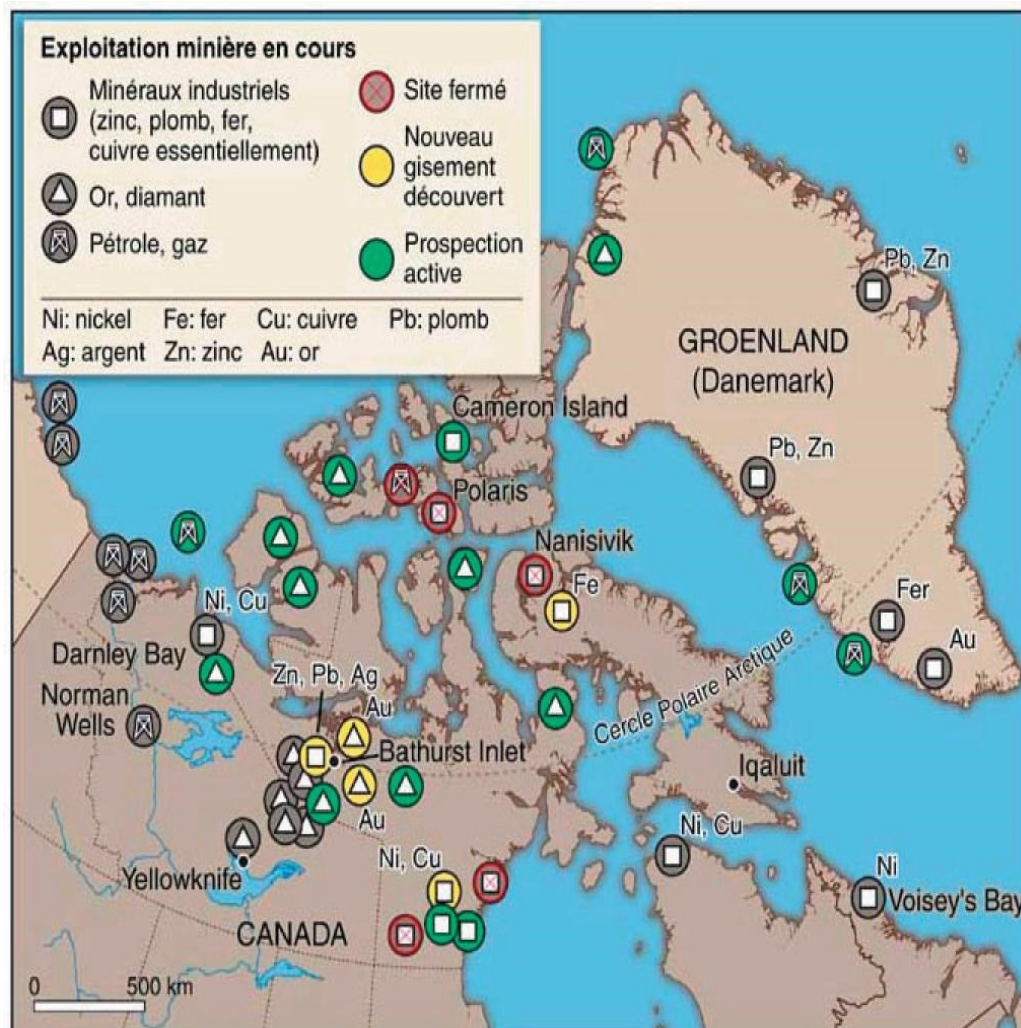 Exploitation minière en cours
Minéraux industriels
(zinc, plomb, fer,
cuivre essentiellement)
Or, diamant
Pétrole, gaz
Site fermé
Nouveau
gisement
découvert
Prospection
active
Ni: nickel Fe: fer Cu: cuivre Pb: plomb
Ag: argent Zn: zinc Au: or
Pb, Zn
GROENLAND
(Danemark)
Cameron Island
Pb, Zn
Polaris
Nanisivik
Fe
Ni, Cu
Fer
Darnley Bay
Au
Zn, Pb, Ag
Norman
Wells
Au
Cercle Polaire Arctique
Bathurst Inlet
Iqaluit
Au
Ni, Cu
Ni, Cu
Yellowknife
Ni
Voisey's Bay
CANADA
0 500 km